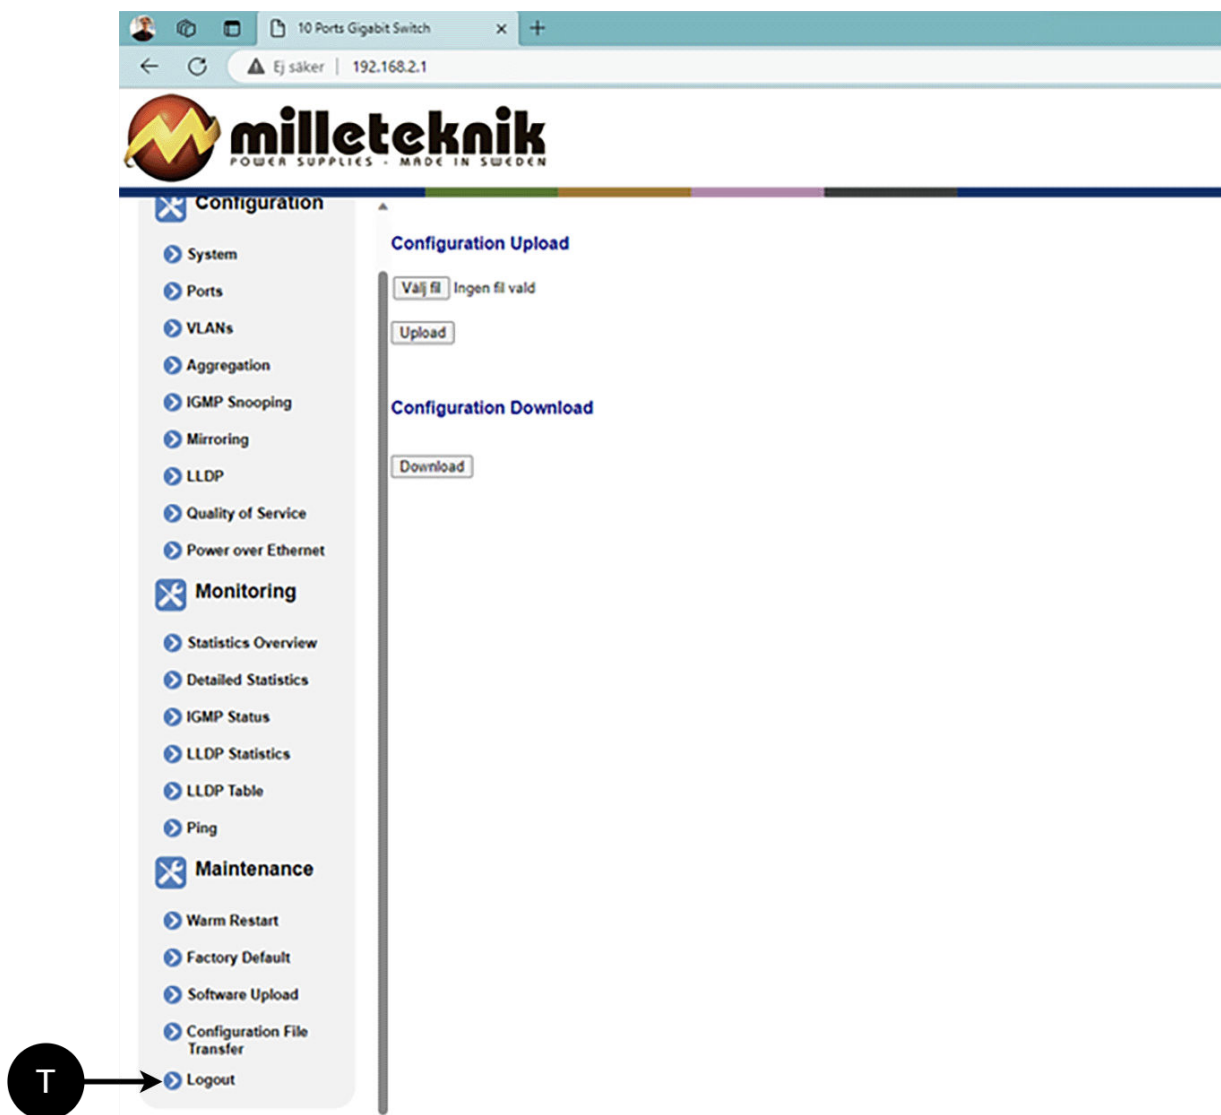 10 Ports Gigabit Switch
Ej säker | 192.168.2.1
milleteknik
POWER SUPPLIES - MADE IN SWEDEN
Configuration
System
Ports
VLANs
Aggregation
IGMP Snooping
Mirroring
LLDP
Quality of Service
Power over Ethernet
Monitoring
Statistics Overview
Detailed Statistics
IGMP Status
LLDP Statistics
LLDP Table
Ping
Maintenance
Warm Restart
Factory Default
Software Upload
Configuration File
Transfer
T
Logout
Configuration Upload
Välj fil Ingen fil vald
Upload
Configuration Download
Download